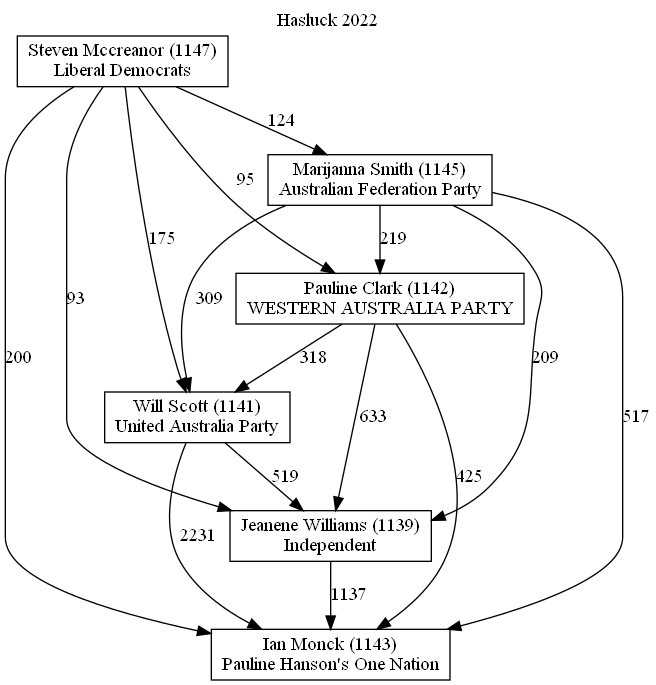 Hasluck 2022
Steven Mccreanor (1147)
Liberal Democrats
124
Marijanna Smith (1145)
Australian Federation Party
95
175
309
219
Pauline Clark (1142)
WESTERN AUSTRALIA PARTY
93
200
318
209
633
517
Will Scott (1141)
United Australia Party
519
425
2231
Jeanene Williams (1139)
Independent
1137
Ian Monck (1143)
Pauline Hanson's One Nation